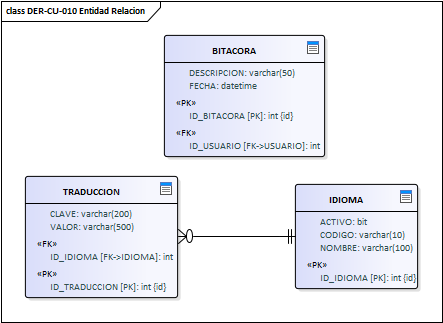 class DER-CU-010 Entidad Relacion
BITACORA
DESCRIPCION: varchar(50)
FECHA: datetime
«PK»
ID_BITACORA [PK]: int {id}
«FK»
ID_USUARIO [FK->USUARIO]: int
TRADUCCION
CLAVE: varchar(200)
VALOR: varchar(500)
«FK»
ID_IDIOMA [FK->IDIOMA]: int
«PK»
ID_TRADUCCION [PK]: int {id}
IDIOMA
ACTIVO: bit
CODIGO: varchar(10)
NOMBRE: varchar(100)
«PK»
ID_IDIOMA [PK]: int {id}